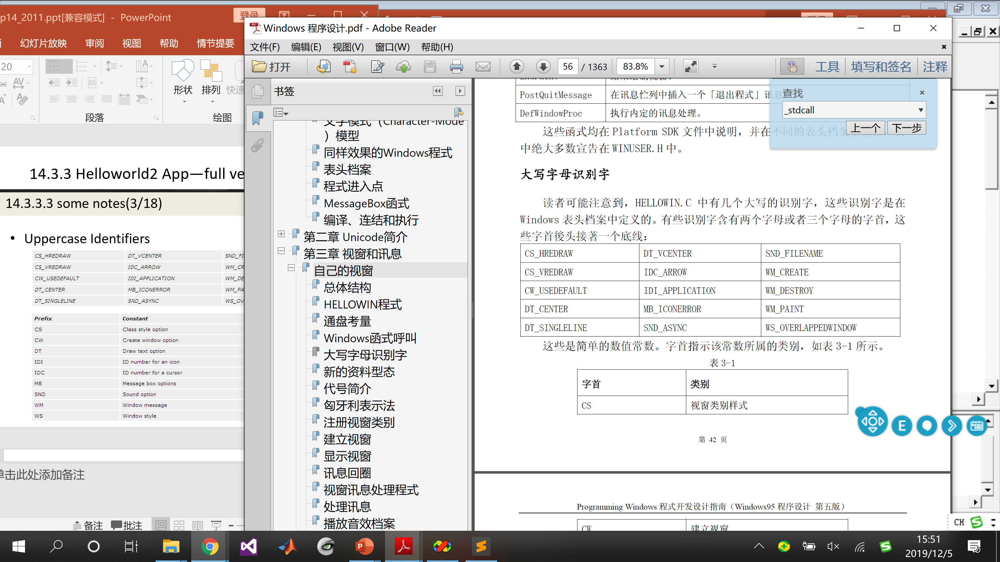 p14_2011.ppt[兼容模式] - PowerPoint
登录
幻灯片放映
审阅
视图
帮助
情节提要
20
形状
排列
快速
段落
绘图
14.3.3 Helloworld2 App—full ve
14.3.3.3 some notes(3/18)
• Uppercase Identifiers
CS_HREDRAW DT_VCENTER SND_FI
CS_VREDRAW IDC_ARROW WM_CR
CW_USEDEFAULT IDI_APPLICATION WM_DE
DT_CENTER MB_ICONERROR WM_PA
DT_SINGLELINE SND_ASYNC WS_OV
Prefix Constant
CS Class style option
CW Create window option
DT Draw text option
IDI ID number for an icon
IDC ID number for a cursor
MB Message box options
SND Sound option
WM Window message
WS Window style
单击此处添加备注
备注
批注
Windows 程序设计.pdf - Adobe Reader
文件(F) 编辑(E) 视图(V) 窗口(W) 帮助(H)
打开
56 / 1363
83.8%
工具
填写和签名
注释
书签
文字模式（Character-Mode
）模型
同样效果的Windows程式
表头档案
程式进入点
MessageBox函式
编译、连结和执行
第二章 Unicode简介
第三章 视窗和讯息
自己的视窗
总体结构
HELLOWIN程式
通盘考量
Windows函式呼叫
大写字母识别字
新的资料型态
代号简介
匈牙利表示法
注册视窗类别
建立视窗
显示视窗
讯息回圈
视窗讯息处理程式
处理讯息
播放音效档案
PostQuitMessage 在讯息伫列中插入一个「退出程式」讯息
DefWindowProc 执行内定的讯息处理。
查找
_stdcall
上一个
下一步
这些函式均在 Platform SDK 文件中说明，并在不同的表头档案
中绝大多数宣告在 WINUSER.H 中。
大写字母识别字
读者可能注意到，HELLOWIN.C 中有几个大写的识别字，这些识别字是在
Windows 表头档案中定义的。有些识别字含有两个字母或者三个字母的字首，这
些字首後头接著一个底线：
CS_HREDRAW DT_VCENTER SND_FILENAME
CS_VREDRAW IDC_ARROW WM_CREATE
CW_USEDEFAULT IDI_APPLICATION WM_DESTROY
DT_CENTER MB_ICONERROR WM_PAINT
DT_SINGLELINE SND_ASYNC WS_OVERLAPPEDWINDOW
这些是简单的数值常数。字首指示该常数所属的类别，如表 3-1 所示。
表 3-1
字首 类别
CS 视窗类别样式
第 42 页
Programming Windows 程式开发设计指南（Windows95 程序设计 第五版）
CW 建立视窗
E
CH
15:51
2019/12/5